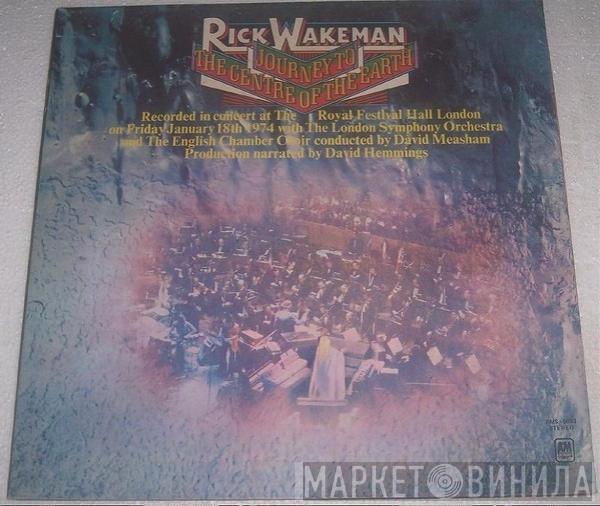 RICK WAKEMAN
JOURNEY TO
THE CENTRE OF THE EARTH
Recorded in concert at The Royal Festival Hall London
on Friday January 18th 1974 with The London Symphony Orchestra
and The English Chamber Choir conducted by David Measham
Production narrated by David Hemmings
STEREO
A&M
МАРКЕТ ВИНИЛА